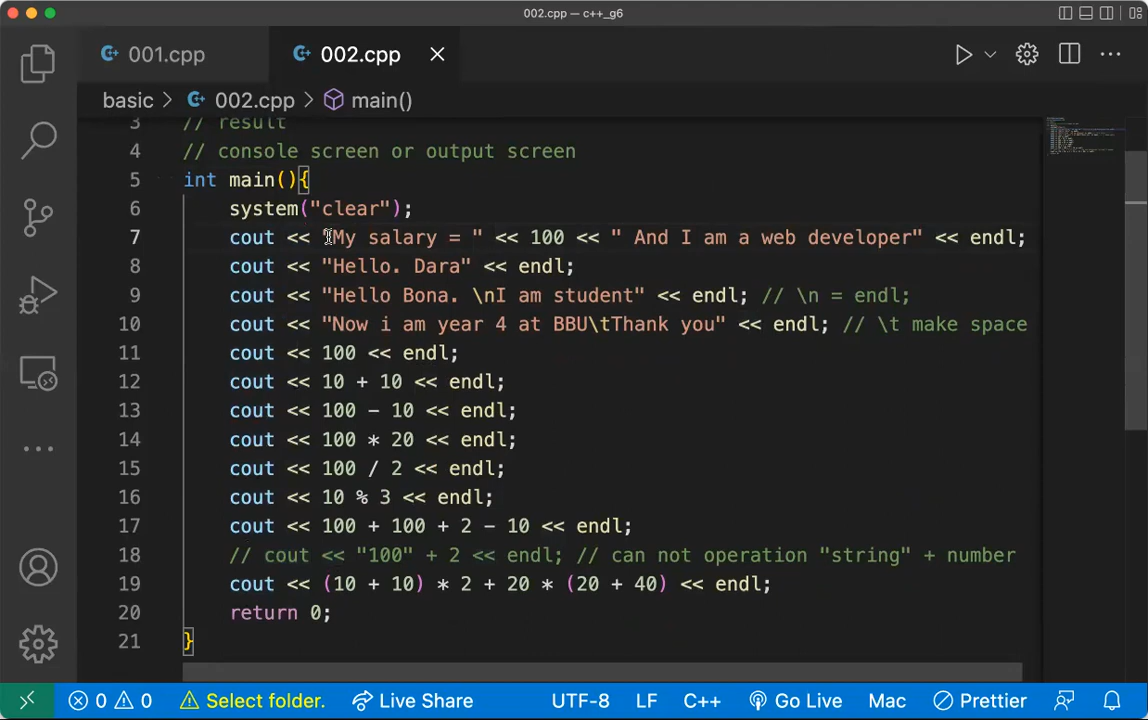 002.cpp — c++_g6
001.cpp
002.cpp
basic > 002.cpp > main()
3 // result
4 // console screen or output screen
5 int main(){
6 system("clear");
7 cout << "My salary = " << 100 << " And I am a web developer" << endl;
8 cout << "Hello. Dara" << endl;
9 cout << "Hello Bona. \nI am student" << endl; // \n = endl;
10 cout << "Now i am year 4 at BBU\tThank you" << endl; // \t make space
11 cout << 100 << endl;
12 cout << 10 + 10 << endl;
13 cout << 100 - 10 << endl;
14 cout << 100 * 20 << endl;
15 cout << 100 / 2 << endl;
16 cout << 10 % 3 << endl;
17 cout << 100 + 100 + 2 - 10 << endl;
18 // cout << "100" + 2 << endl; // can not operation "string" + number
19 cout << (10 + 10) * 2 + 20 * (20 + 40) << endl;
20 return 0;
21 }
0 0 Select folder. Live Share UTF-8 LF C++ Go Live Mac Prettier